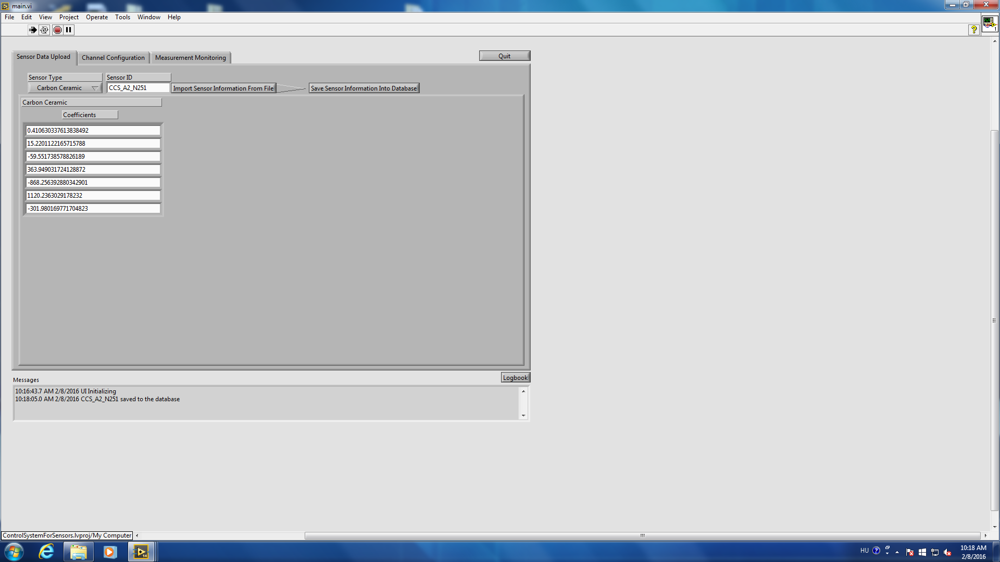 main.vi
File Edit View Project Operate Tools Window Help
1
Sensor Data Upload Channel Configuration Measurement Monitoring Quit
Sensor Type Sensor ID
Carbon Ceramic CCS_A2_N251 Import Sensor Information From File Save Sensor Information Into Database
Carbon Ceramic
Coefficients
0.410630337613838492
15.2201122165715788
-59.551738578826189
363.949031724128872
-868.256392880342901
1120.2363029178232
-301.980169771704823
Messages Logbook
10:16:43.7 AM 2/8/2016 UI Initializing
10:18:05.0 AM 2/8/2016 CCS_A2_N251 saved to the database
ControlSystemForSensors.lvproj/My Computer
14
HU
10:18 AM
2/8/2016